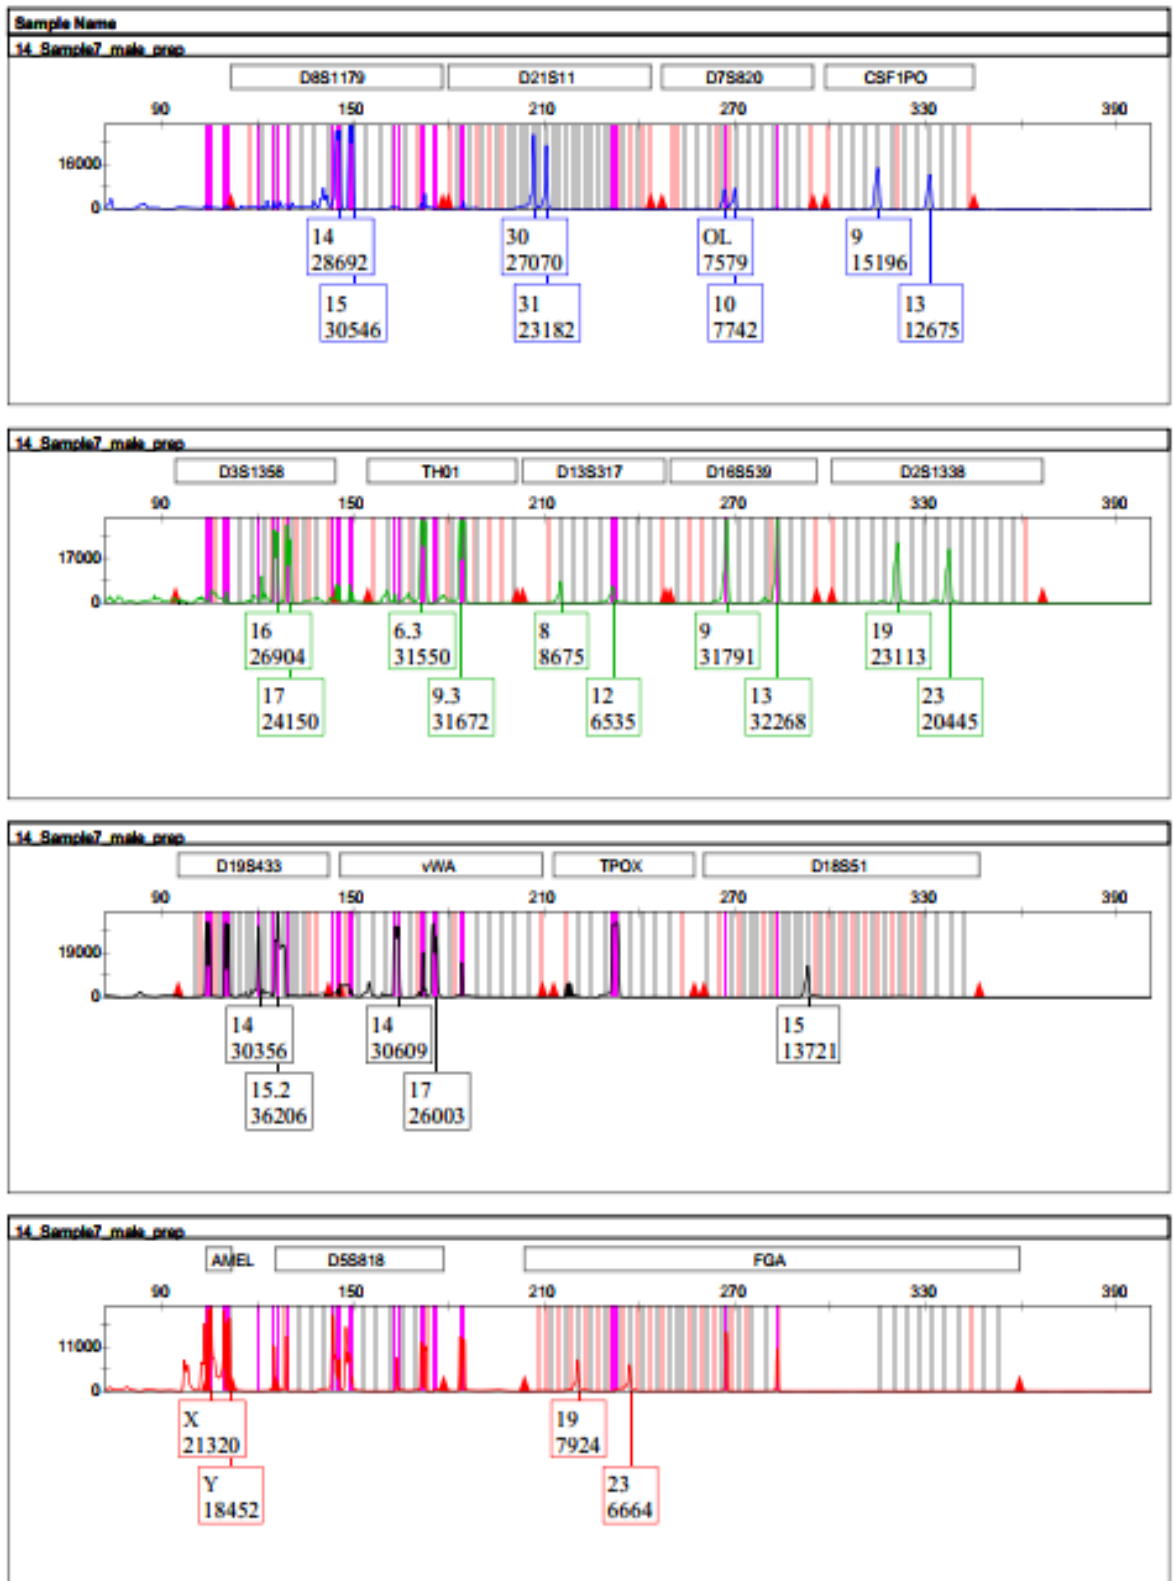 Sample Name
14_Sample7_male_prep
D8S1179 D21S11 D7S820 CSF1PO
90 150 210 270 330 390
16000
0
14 30 OL 9
28692 27070 7579 15196
15 31 10 13
30546 23182 7742 12675
14_Sample7_male_prep
D3S1358 TH01 D13S317 D16S539 D2S1338
90 150 210 270 330 390
17000
0
16 6.3 8 9 19
26904 31550 8675 31791 23113
17 9.3 12 13 23
24150 31672 6535 32268 20445
14_Sample7_male_prep
D19S433 vWA TPOX D18S51
90 150 210 270 330 390
19000
0
14 14 15
30356 30609 13721
15.2 17
36206 26003
14_Sample7_male_prep
AMEL D5S818 FGA
90 150 210 270 330 390
11000
0
X 19
21320 7924
Y 23
18452 6664